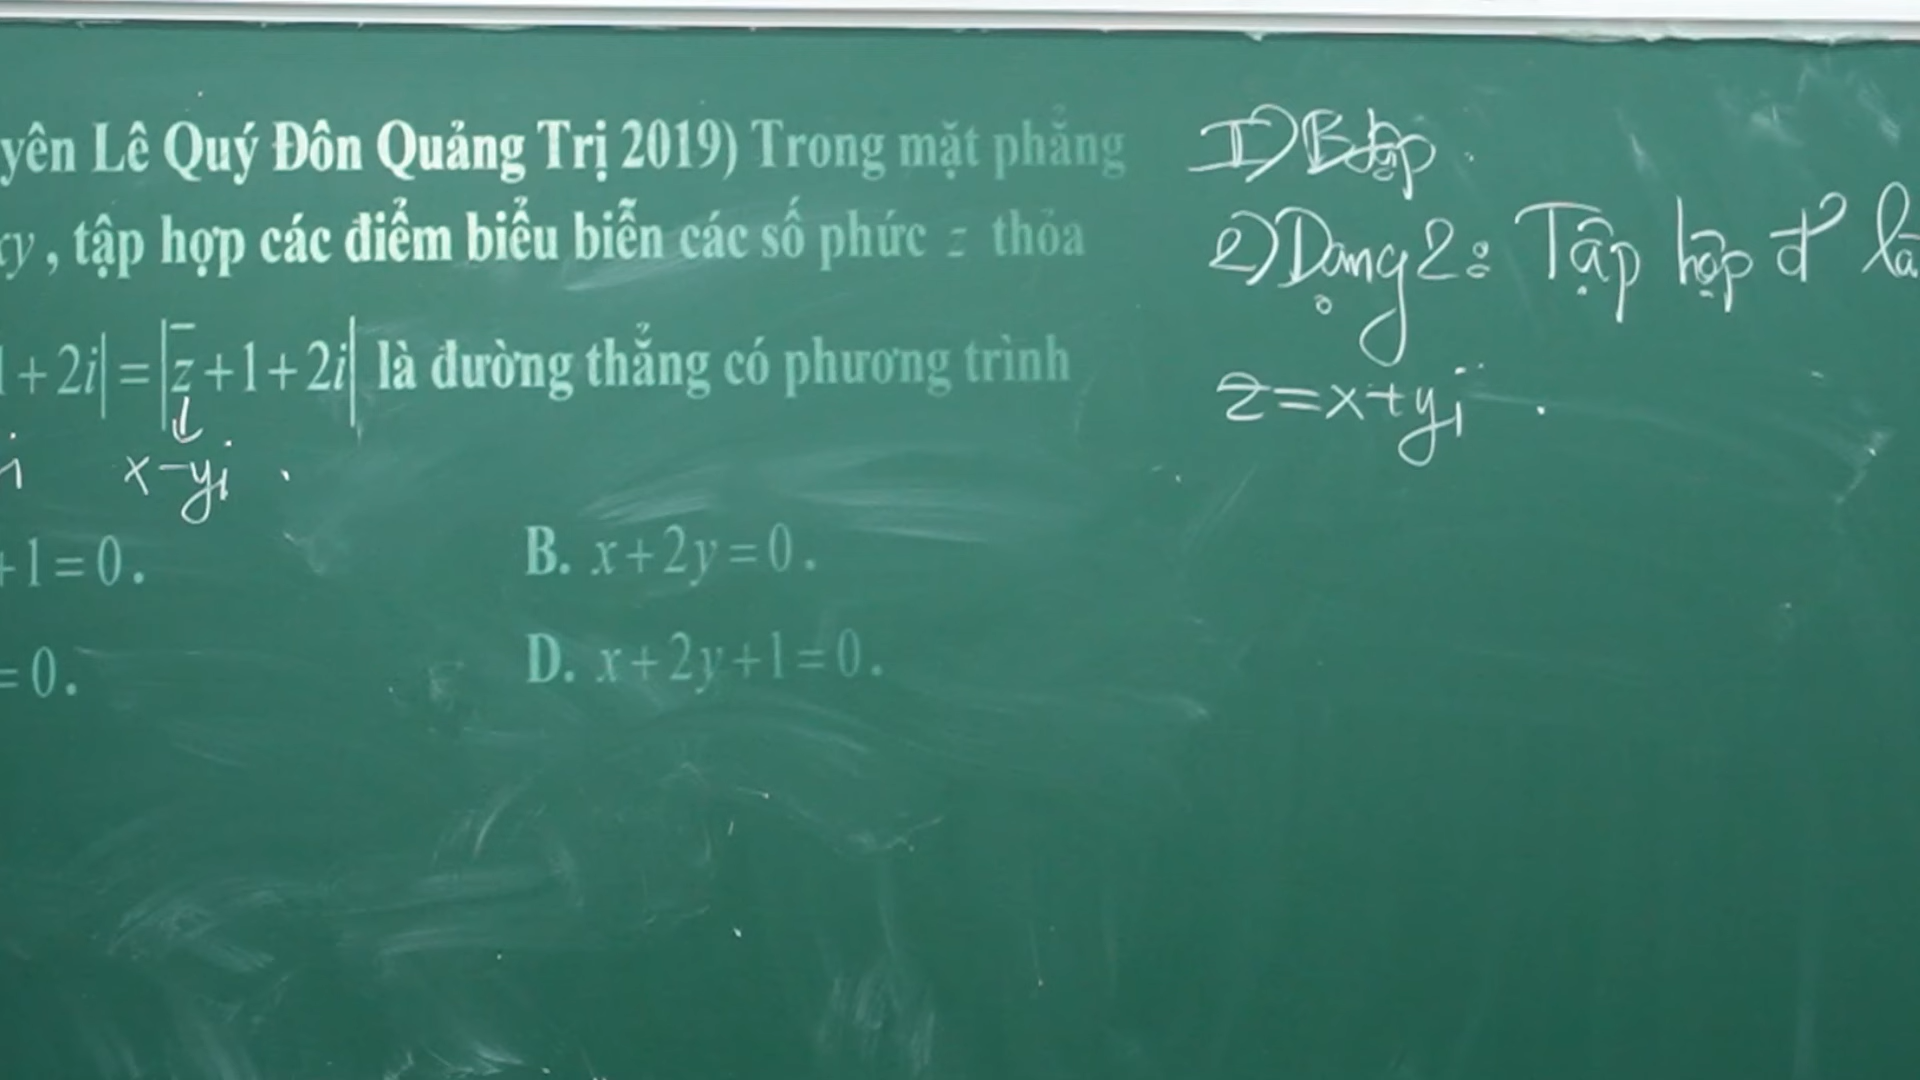 yên Lê Quý Đôn Quảng Trị 2019) Trong mặt phẳng
xy, tập hợp các điểm biểu biễn các số phức z thỏa
1+2i|=|z̅+1+2i| là đường thẳng có phương trình
x-yi.
+1=0.
B. x+2y=0.
=0.
D. x+2y+1=0.
I) B tập
2) Dạng 2: Tập hợp đ' là
z=x+yi.